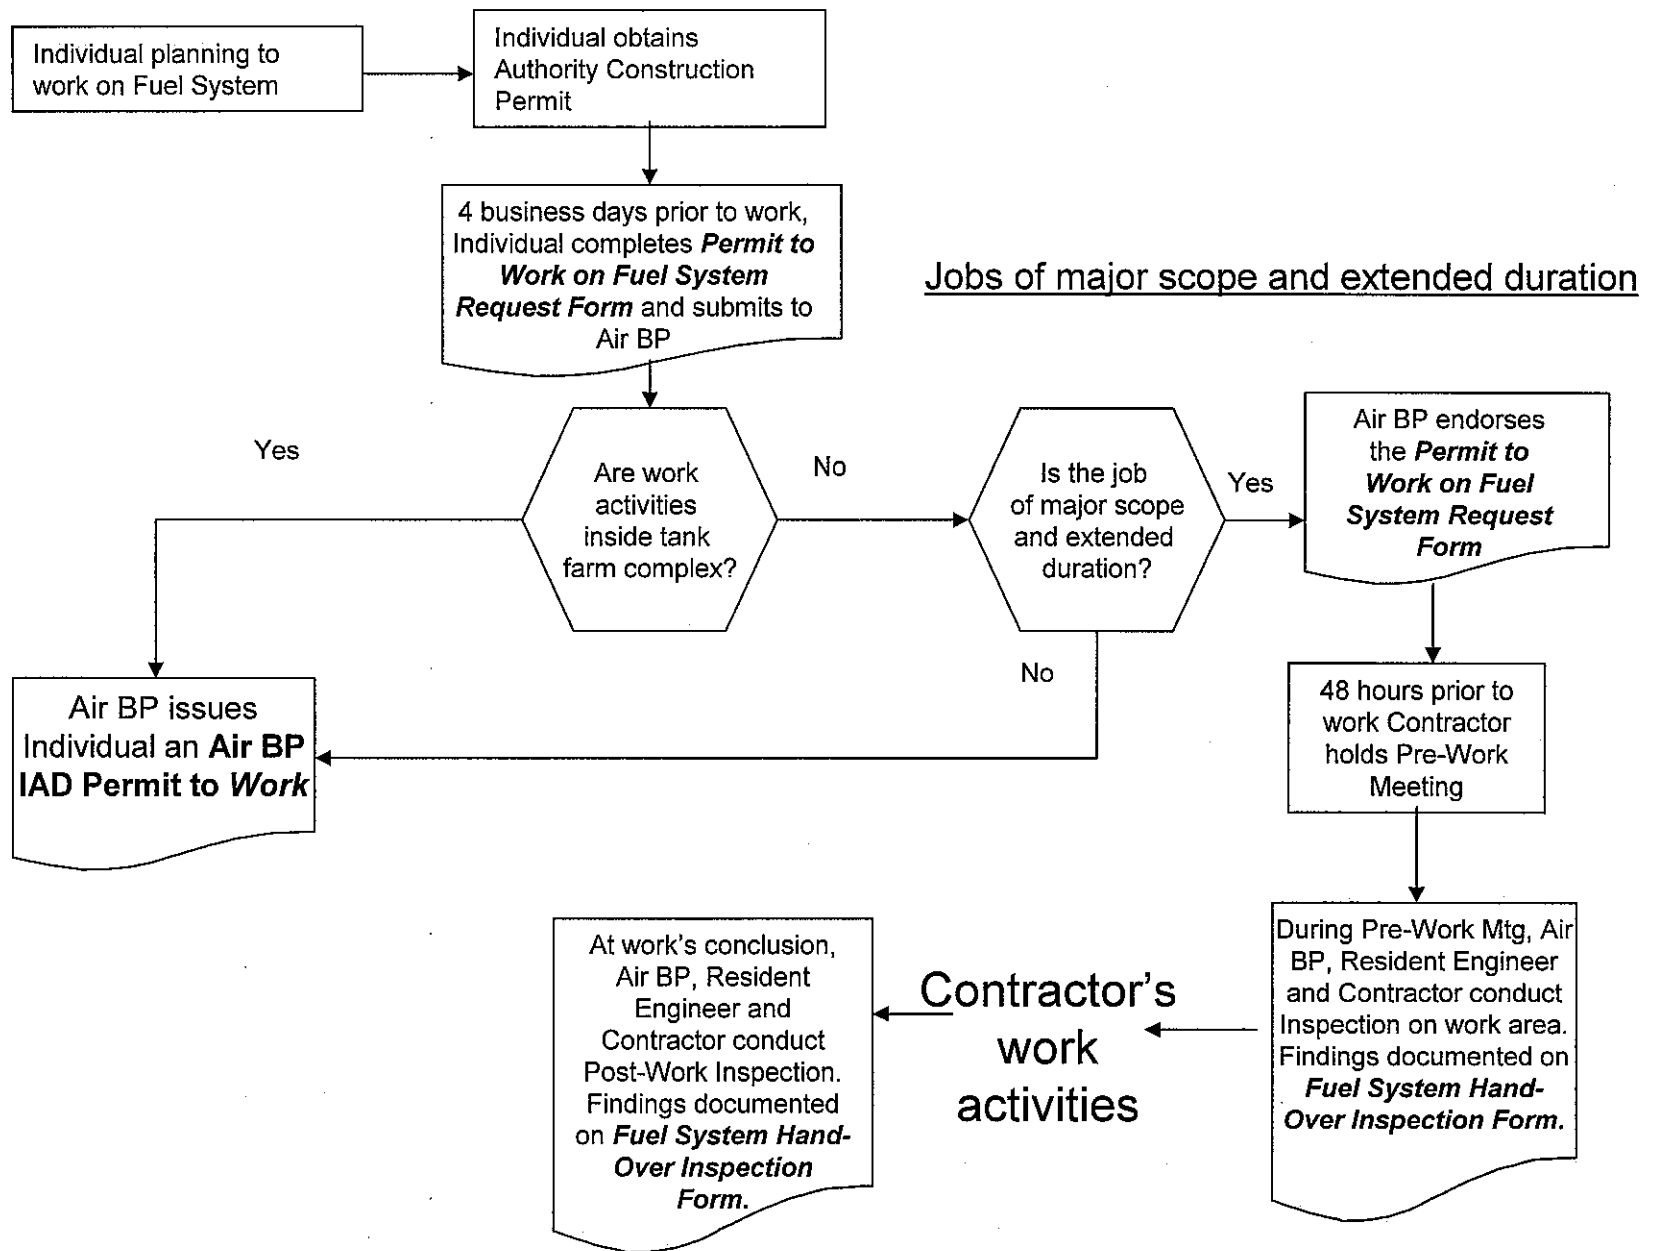 Individual planning to
work on Fuel System
Individual obtains
Authority Construction
Permit
4 business days prior to work,
Individual completes Permit to
Work on Fuel System
Request Form and submits to
Air BP
Jobs of major scope and extended duration
Yes
Are work
activities
inside tank
farm complex?
No
Is the job
of major scope
and extended
duration?
Yes
Air BP endorses
the Permit to
Work on Fuel
System Request
Form
No
Air BP issues
Individual an Air BP
IAD Permit to Work
48 hours prior to
work Contractor
holds Pre-Work
Meeting
During Pre-Work Mtg, Air
BP, Resident Engineer
and Contractor conduct
Inspection on work area.
Findings documented on
Fuel System Hand-
Over Inspection Form.
Contractor's
work
activities
At work's conclusion,
Air BP, Resident
Engineer and
Contractor conduct
Post-Work Inspection.
Findings documented
on Fuel System Hand-
Over Inspection
Form.